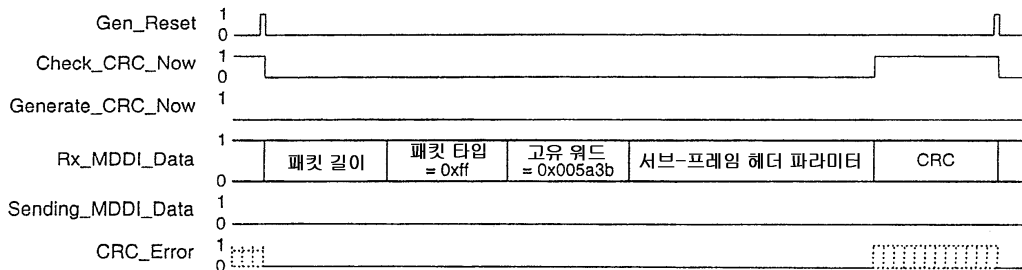 Gen_Reset 1 0
Check_CRC_Now 1 0
Generate_CRC_Now 1
Rx_MDDI_Data 1 0 패킷 길이 패킷 타입 = 0xff 고유 워드 = 0x005a3b 서브-프레임 헤더 파라미터 CRC
Sending_MDDI_Data 1 0
CRC_Error 1 0